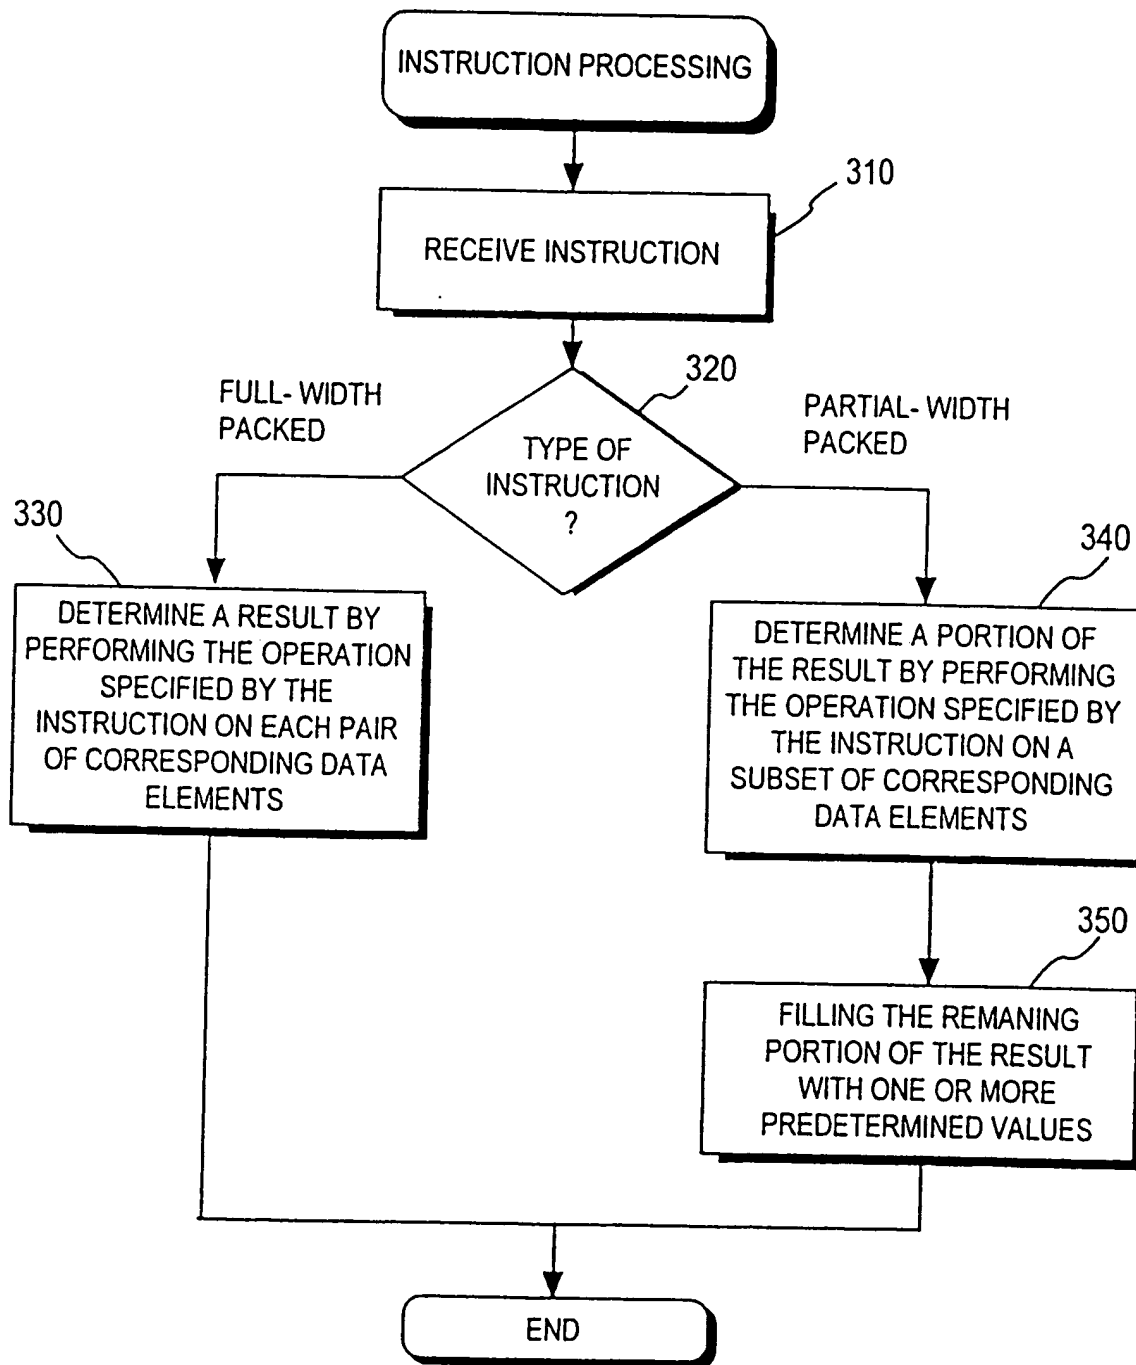 INSTRUCTION PROCESSING
310
RECEIVE INSTRUCTION
320
FULL- WIDTH
PACKED
PARTIAL- WIDTH
PACKED
TYPE OF
INSTRUCTION
?
330
DETERMINE A RESULT BY
PERFORMING THE OPERATION
SPECIFIED BY THE
INSTRUCTION ON EACH PAIR
OF CORRESPONDING DATA
ELEMENTS
340
DETERMINE A PORTION OF
THE RESULT BY PERFORMING
THE OPERATION SPECIFIED BY
THE INSTRUCTION ON A
SUBSET OF CORRESPONDING
DATA ELEMENTS
350
FILLING THE REMANING
PORTION OF THE RESULT
WITH ONE OR MORE
PREDETERMINED VALUES
END